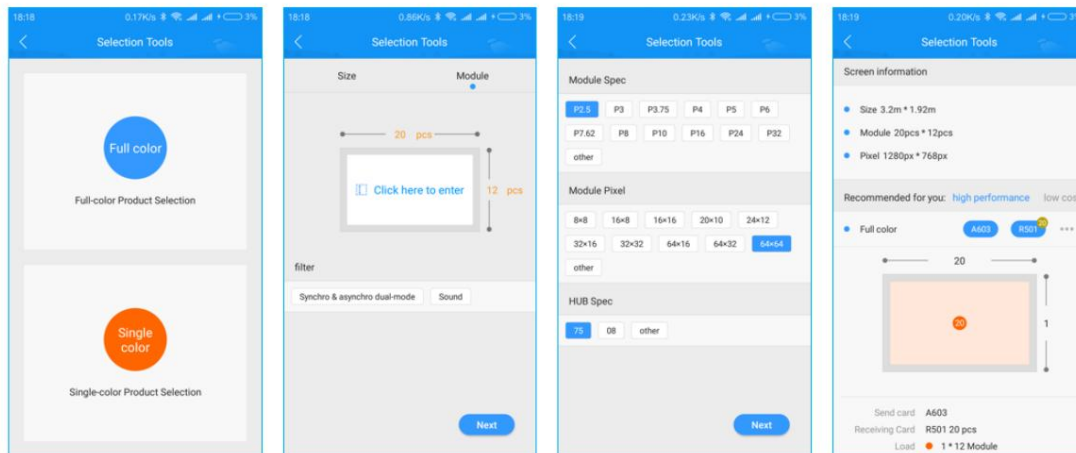 18:18 0.17K/s 3%
Selection Tools
Full color
Full-color Product Selection
Single
color
Single-color Product Selection
18:18 0.86K/s 3%
Selection Tools
Size Module
20 pcs
Click here to enter
12 pcs
filter
Synchro & asynchro dual-mode Sound
Next
18:19 0.23K/s 3%
Selection Tools
Module Spec
P2.5 P3 P3.75 P4 P5 P6
P7.62 P8 P10 P16 P24 P32
other
Module Pixel
8×8 16×8 16×16 20×10 24×12
32×16 32×32 64×16 64×32 64×64
other
HUB Spec
75 08 other
Next
18:19 0.20K/s 3%
Selection Tools
Screen information
Size 3.2m * 1.92m
Module 20pcs * 12pcs
Pixel 1280px * 768px
Recommended for you: high performance low cos
Full color A603 R501 20
20
20
1
Send card A603
Receiving Card R501 20 pcs
Load 1 * 12 Module